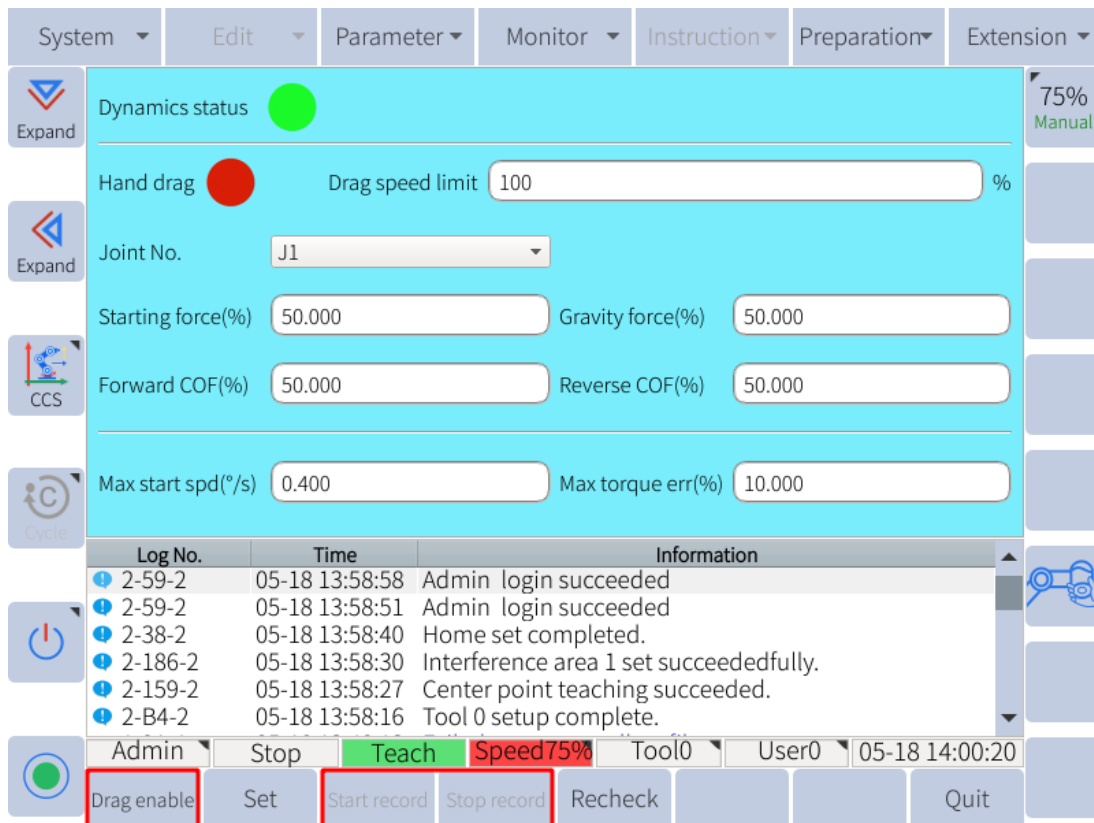 System Edit Parameter Monitor Instruction Preparation Extension
Expand
Dynamics status
75%
Manual
Hand drag Drag speed limit 100 %
Expand
Joint No. J1
Starting force(%) 50.000 Gravity force(%) 50.000
CCS
Forward COF(%) 50.000 Reverse COF(%) 50.000
Max start spd(°/s) 0.400 Max torque err(%) 10.000
Cycle
Log No. Time Information
2-59-2 05-18 13:58:58 Admin login succeeded
2-59-2 05-18 13:58:51 Admin login succeeded
2-38-2 05-18 13:58:40 Home set completed.
2-186-2 05-18 13:58:30 Interference area 1 set succeededfully.
2-159-2 05-18 13:58:27 Center point teaching succeeded.
2-B4-2 05-18 13:58:16 Tool 0 setup complete.
Admin Stop Teach Speed75% Tool0 User0 05-18 14:00:20
Drag enable Set Start record Stop record Recheck Quit